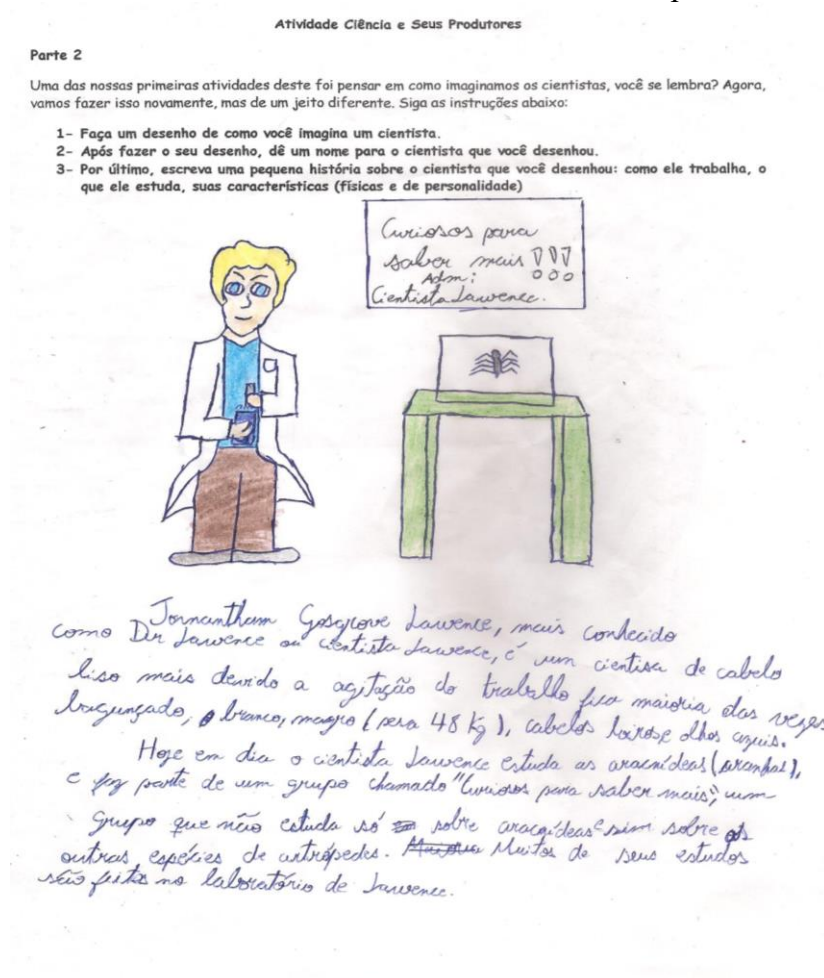 Atividade Ciência e Seus Produtores
Parte 2
Uma das nossas primeiras atividades deste foi pensar em como imaginamos os cientistas, você se lembra? Agora,
vamos fazer isso novamente, mas de um jeito diferente. Siga as instruções abaixo:
1- Faça um desenho de como você imagina um cientista.
2- Após fazer o seu desenho, dê um nome para o cientista que você desenhou.
3- Por último, escreva uma pequena história sobre o cientista que você desenhou: como ele trabalha, o
que ele estuda, suas características (físicas e de personalidade)
Curiosos para
saber mais!!!
Adm:
Cientista Lawence.
Jornantham Gosgrove Lawence, mais conhecido
como Dr Lawence ou cientista Lawence, é um cientisa de cabelo
liso mais devido a agitação do trabalho fica maioria das vezes
bagunçado, branco, magro (pesa 48 Kg), cabelos loiros e olhos azuis.
Hoje em dia o cientista Lawence estuda as aracnídeas (aranhas),
e faz parte de um grupo chamado "Curiosos para saber mais", um
grupo que não estuda só sobre aracnídeas e sim sobre as
outras espécies de artrópedes. Muitos de seus estudos
são feitos no laboratório de Lawence.